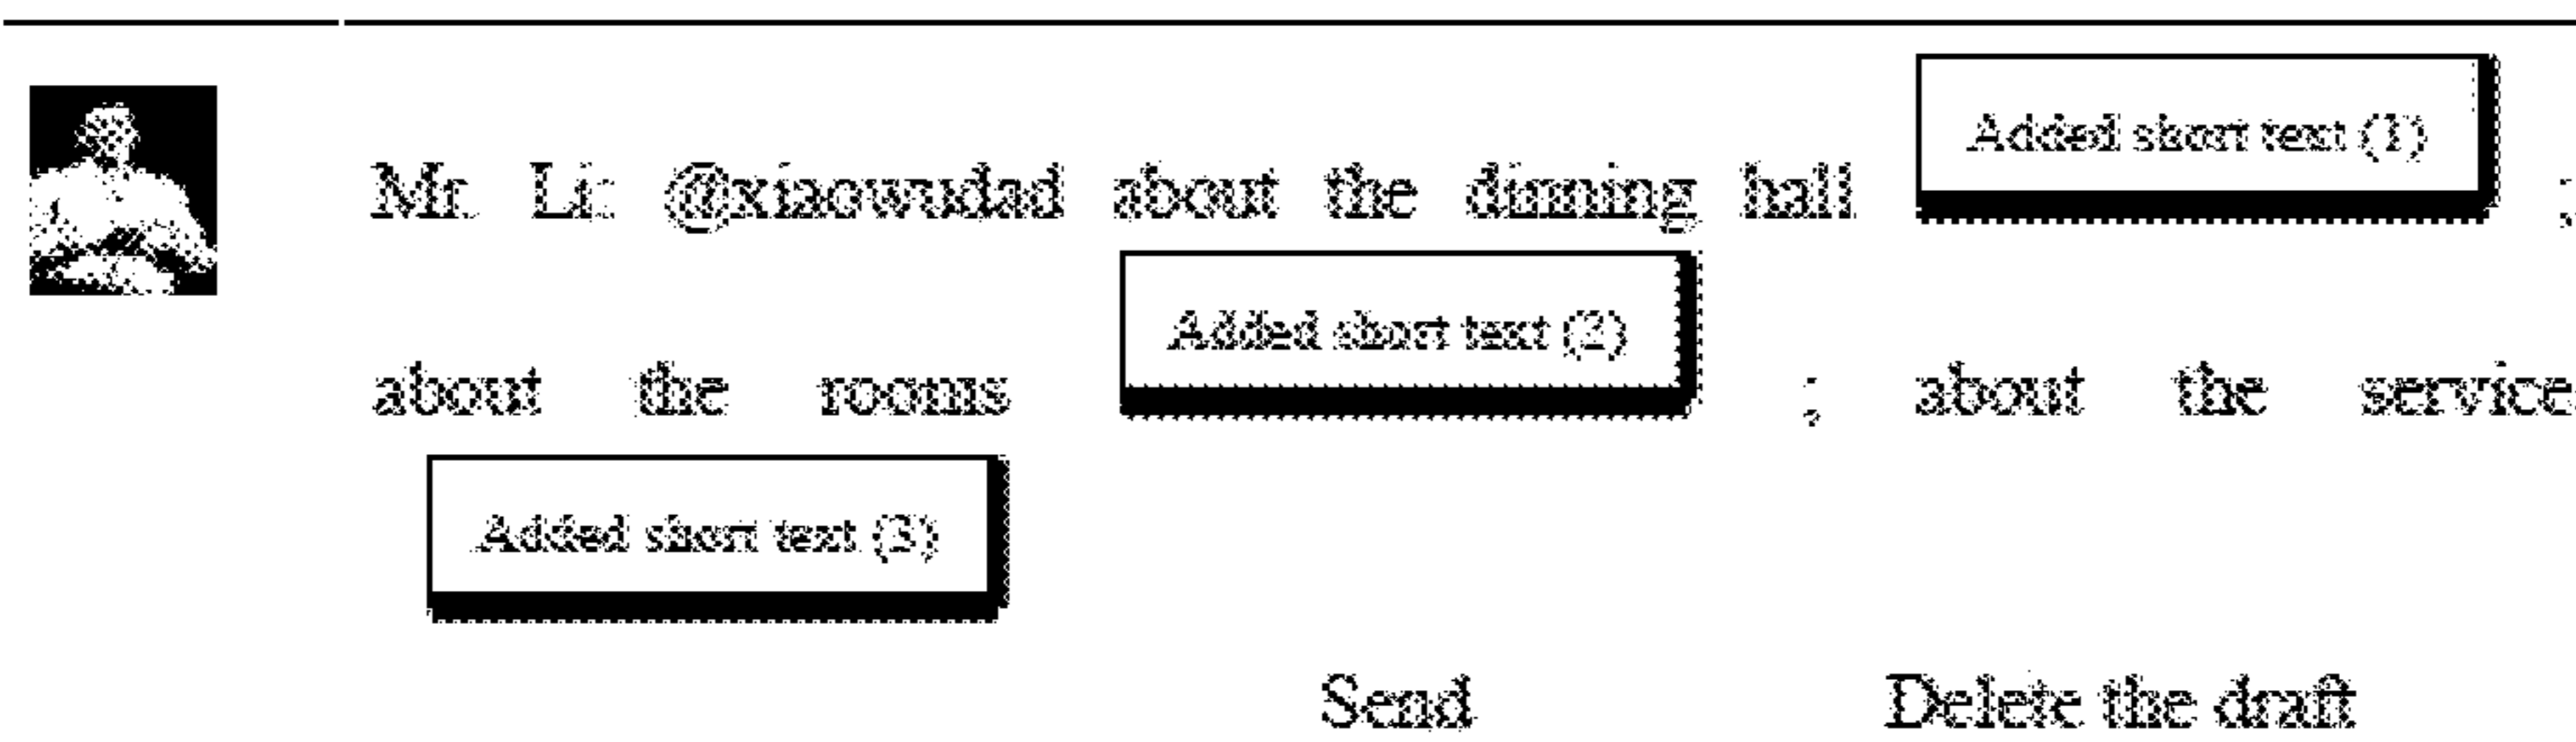 Mr. Li: @xiaowudad about the dinning hall Added short text (1) ;
about the rooms Added short text (2) ; about the service
Added short text (3)
Send Delete the draft